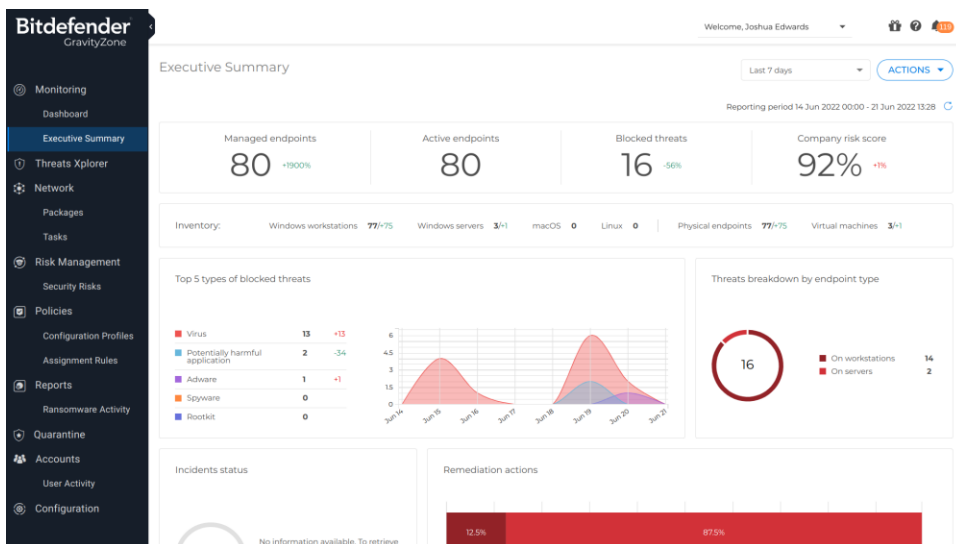 Bitdefender
GravityZone
Welcome, Joshua Edwards
119
Monitoring
Dashboard
Executive Summary
Threats Xplorer
Network
Packages
Tasks
Risk Management
Security Risks
Policies
Configuration Profiles
Assignment Rules
Reports
Ransomware Activity
Quarantine
Accounts
User Activity
Configuration
Executive Summary
Last 7 days
ACTIONS
Reporting period 14 Jun 2022 00:00 - 21 Jun 2022 13:28
Managed endpoints
80 +1900%
Active endpoints
80
Blocked threats
16 -56%
Company risk score
92% +1%
Inventory: Windows workstations 77/+75 Windows servers 3/+1 macOS 0 Linux 0 Physical endpoints 77/+75 Virtual machines 3/+1
Top 5 types of blocked threats
Virus 13 +13
Potentially harmful
application 2 -34
Adware 1 +1
Spyware 0
Rootkit 0
6
4.5
3
1.5
0
Jun 14 Jun 15 Jun 16 Jun 17 Jun 18 Jun 19 Jun 20 Jun 21
Threats breakdown by endpoint type
16
On workstations 14
On servers 2
Incidents status
No information available. To retrieve
Remediation actions
12.5% 87.5%